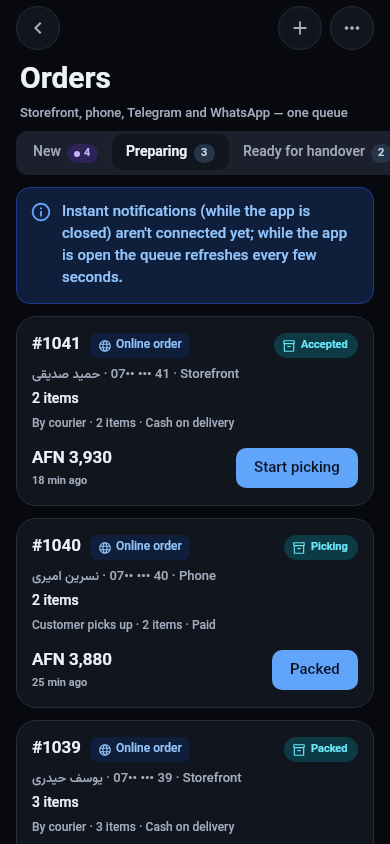 Orders
Storefront, phone, Telegram and WhatsApp — one queue
New 4 Preparing 3 Ready for handover 2
Instant notifications (while the app is
closed) aren't connected yet; while the app
is open the queue refreshes every few
seconds.
#1041 Online order Accepted
حمید صدیقی · 07•• ••• 41 · Storefront
2 items
By courier · 2 items · Cash on delivery
AFN 3,930
18 min ago
Start picking
#1040 Online order Picking
نسرین امیری · 07•• ••• 40 · Phone
2 items
Customer picks up · 2 items · Paid
AFN 3,880
25 min ago
Packed
#1039 Online order Packed
یوسف حیدری · 07•• ••• 39 · Storefront
3 items
By courier · 3 items · Cash on delivery